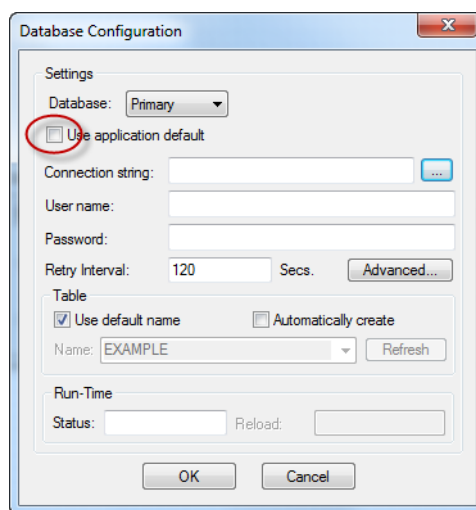 Database Configuration
Settings
Database: Primary
Use application default
Connection string: ...
User name:
Password:
Retry Interval: 120 Secs. Advanced...
Table
Use default name Automatically create
Name: EXAMPLE Refresh
Run-Time
Status: Reload:
OK Cancel